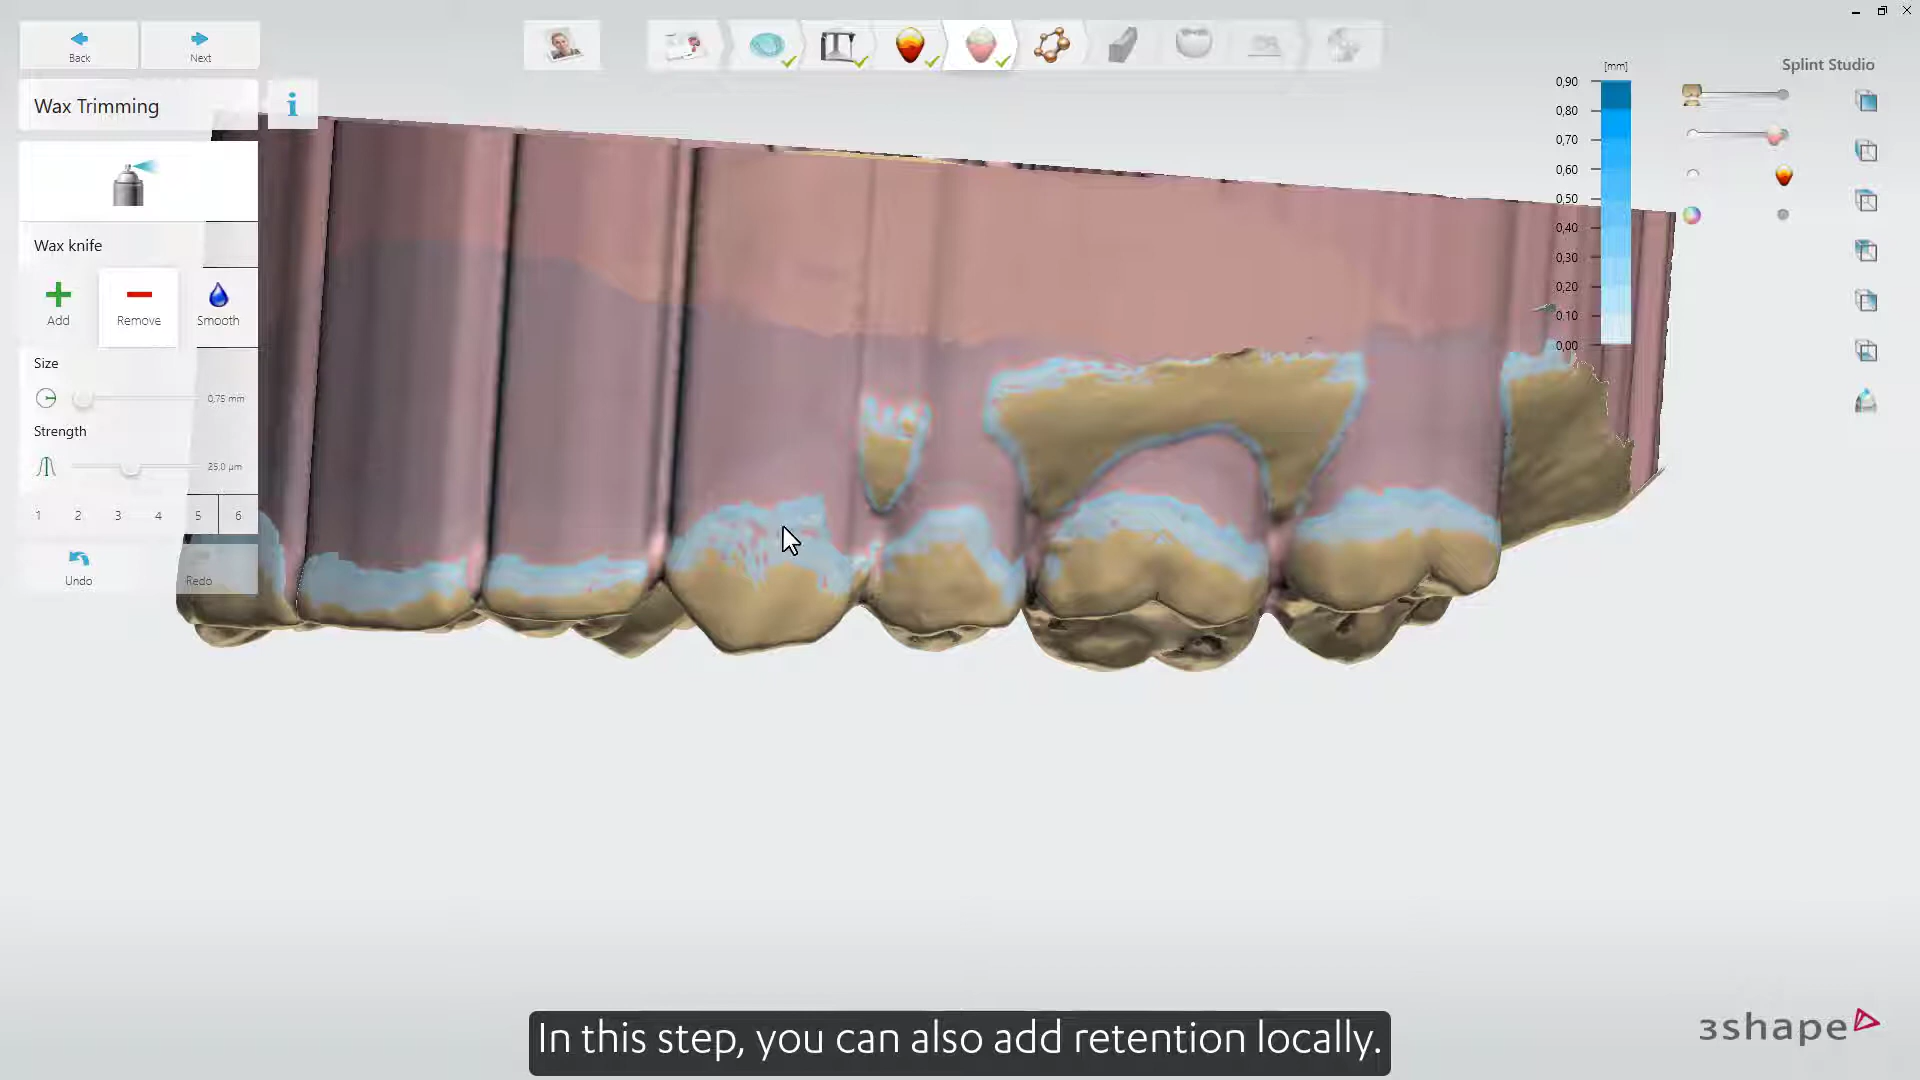 Back
Next
Wax Trimming
i
Wax knife
Add
Remove
Smooth
Size
0,75 mm
Strength
25,0 µm
1 2 3 4 5 6
Undo
Redo
[mm]
0,90
0,80
0,70
0,60
0,50
0,40
0,30
0,20
0,10
0,00
Splint Studio
In this step, you can also add retention locally.
3shape